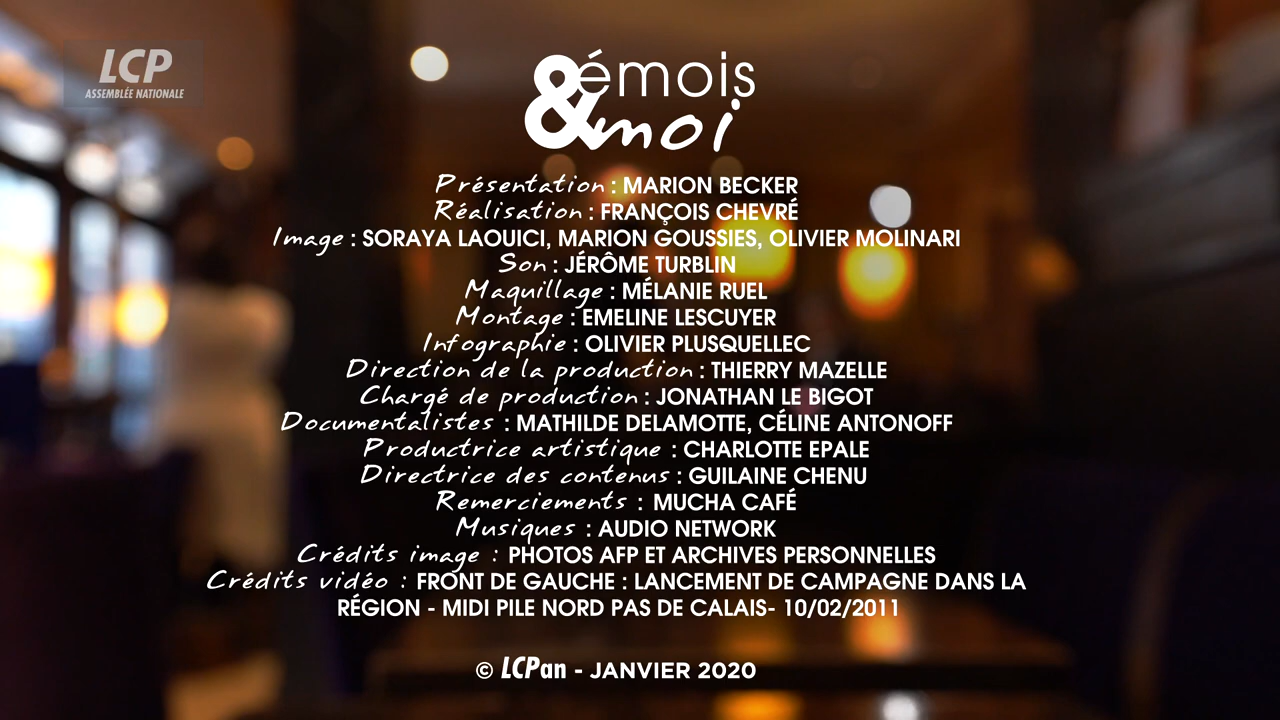 LCP
ASSEMBLÉE NATIONALE
émois
&moi
Présentation : MARION BECKER
Réalisation : FRANÇOIS CHEVRÉ
Image : SORAYA LAOUICI, MARION GOUSSIES, OLIVIER MOLINARI
Son : JÉRÔME TURBLIN
Maquillage : MÉLANIE RUEL
Montage : EMELINE LESCUYER
Infographie : OLIVIER PLUSQUELLEC
Direction de la production : THIERRY MAZELLE
Chargé de production : JONATHAN LE BIGOT
Documentalistes : MATHILDE DELAMOTTE, CÉLINE ANTONOFF
Productrice artistique : CHARLOTTE EPALE
Directrice des contenus : GUILAINE CHENU
Remerciements : MUCHA CAFÉ
Musiques : AUDIO NETWORK
Crédits image : PHOTOS AFP ET ARCHIVES PERSONNELLES
Crédits vidéo : FRONT DE GAUCHE : LANCEMENT DE CAMPAGNE DANS LA
RÉGION - MIDI PILE NORD PAS DE CALAIS- 10/02/2011
© LCPan - JANVIER 2020